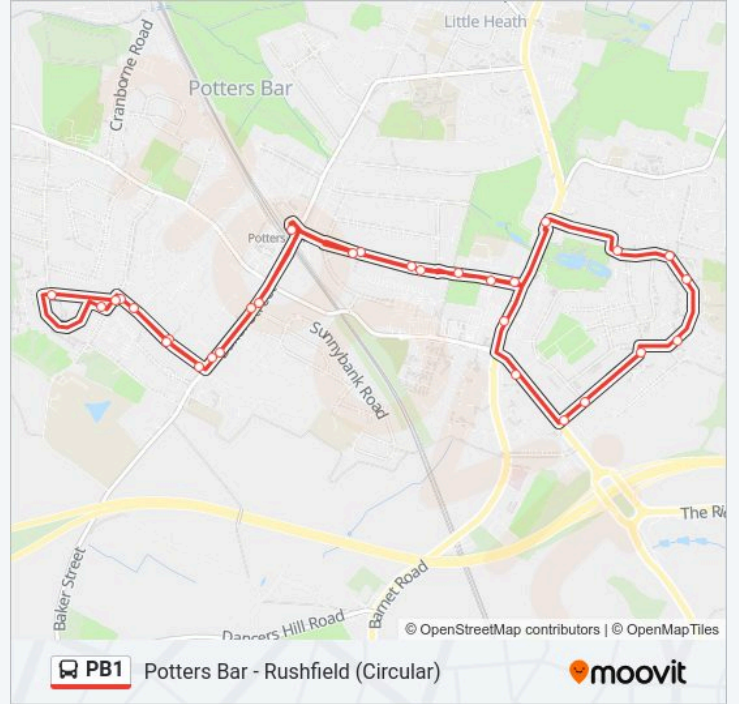 Little Heath
Cranborne Road
Potters Bar
Potters
Sunnybank Road
The Ri
Baker Street
Barnet Road
Dancers Hill Road
© OpenStreetMap contributors | © OpenMapTiles
PB1 Potters Bar - Rushfield (Circular) moovit